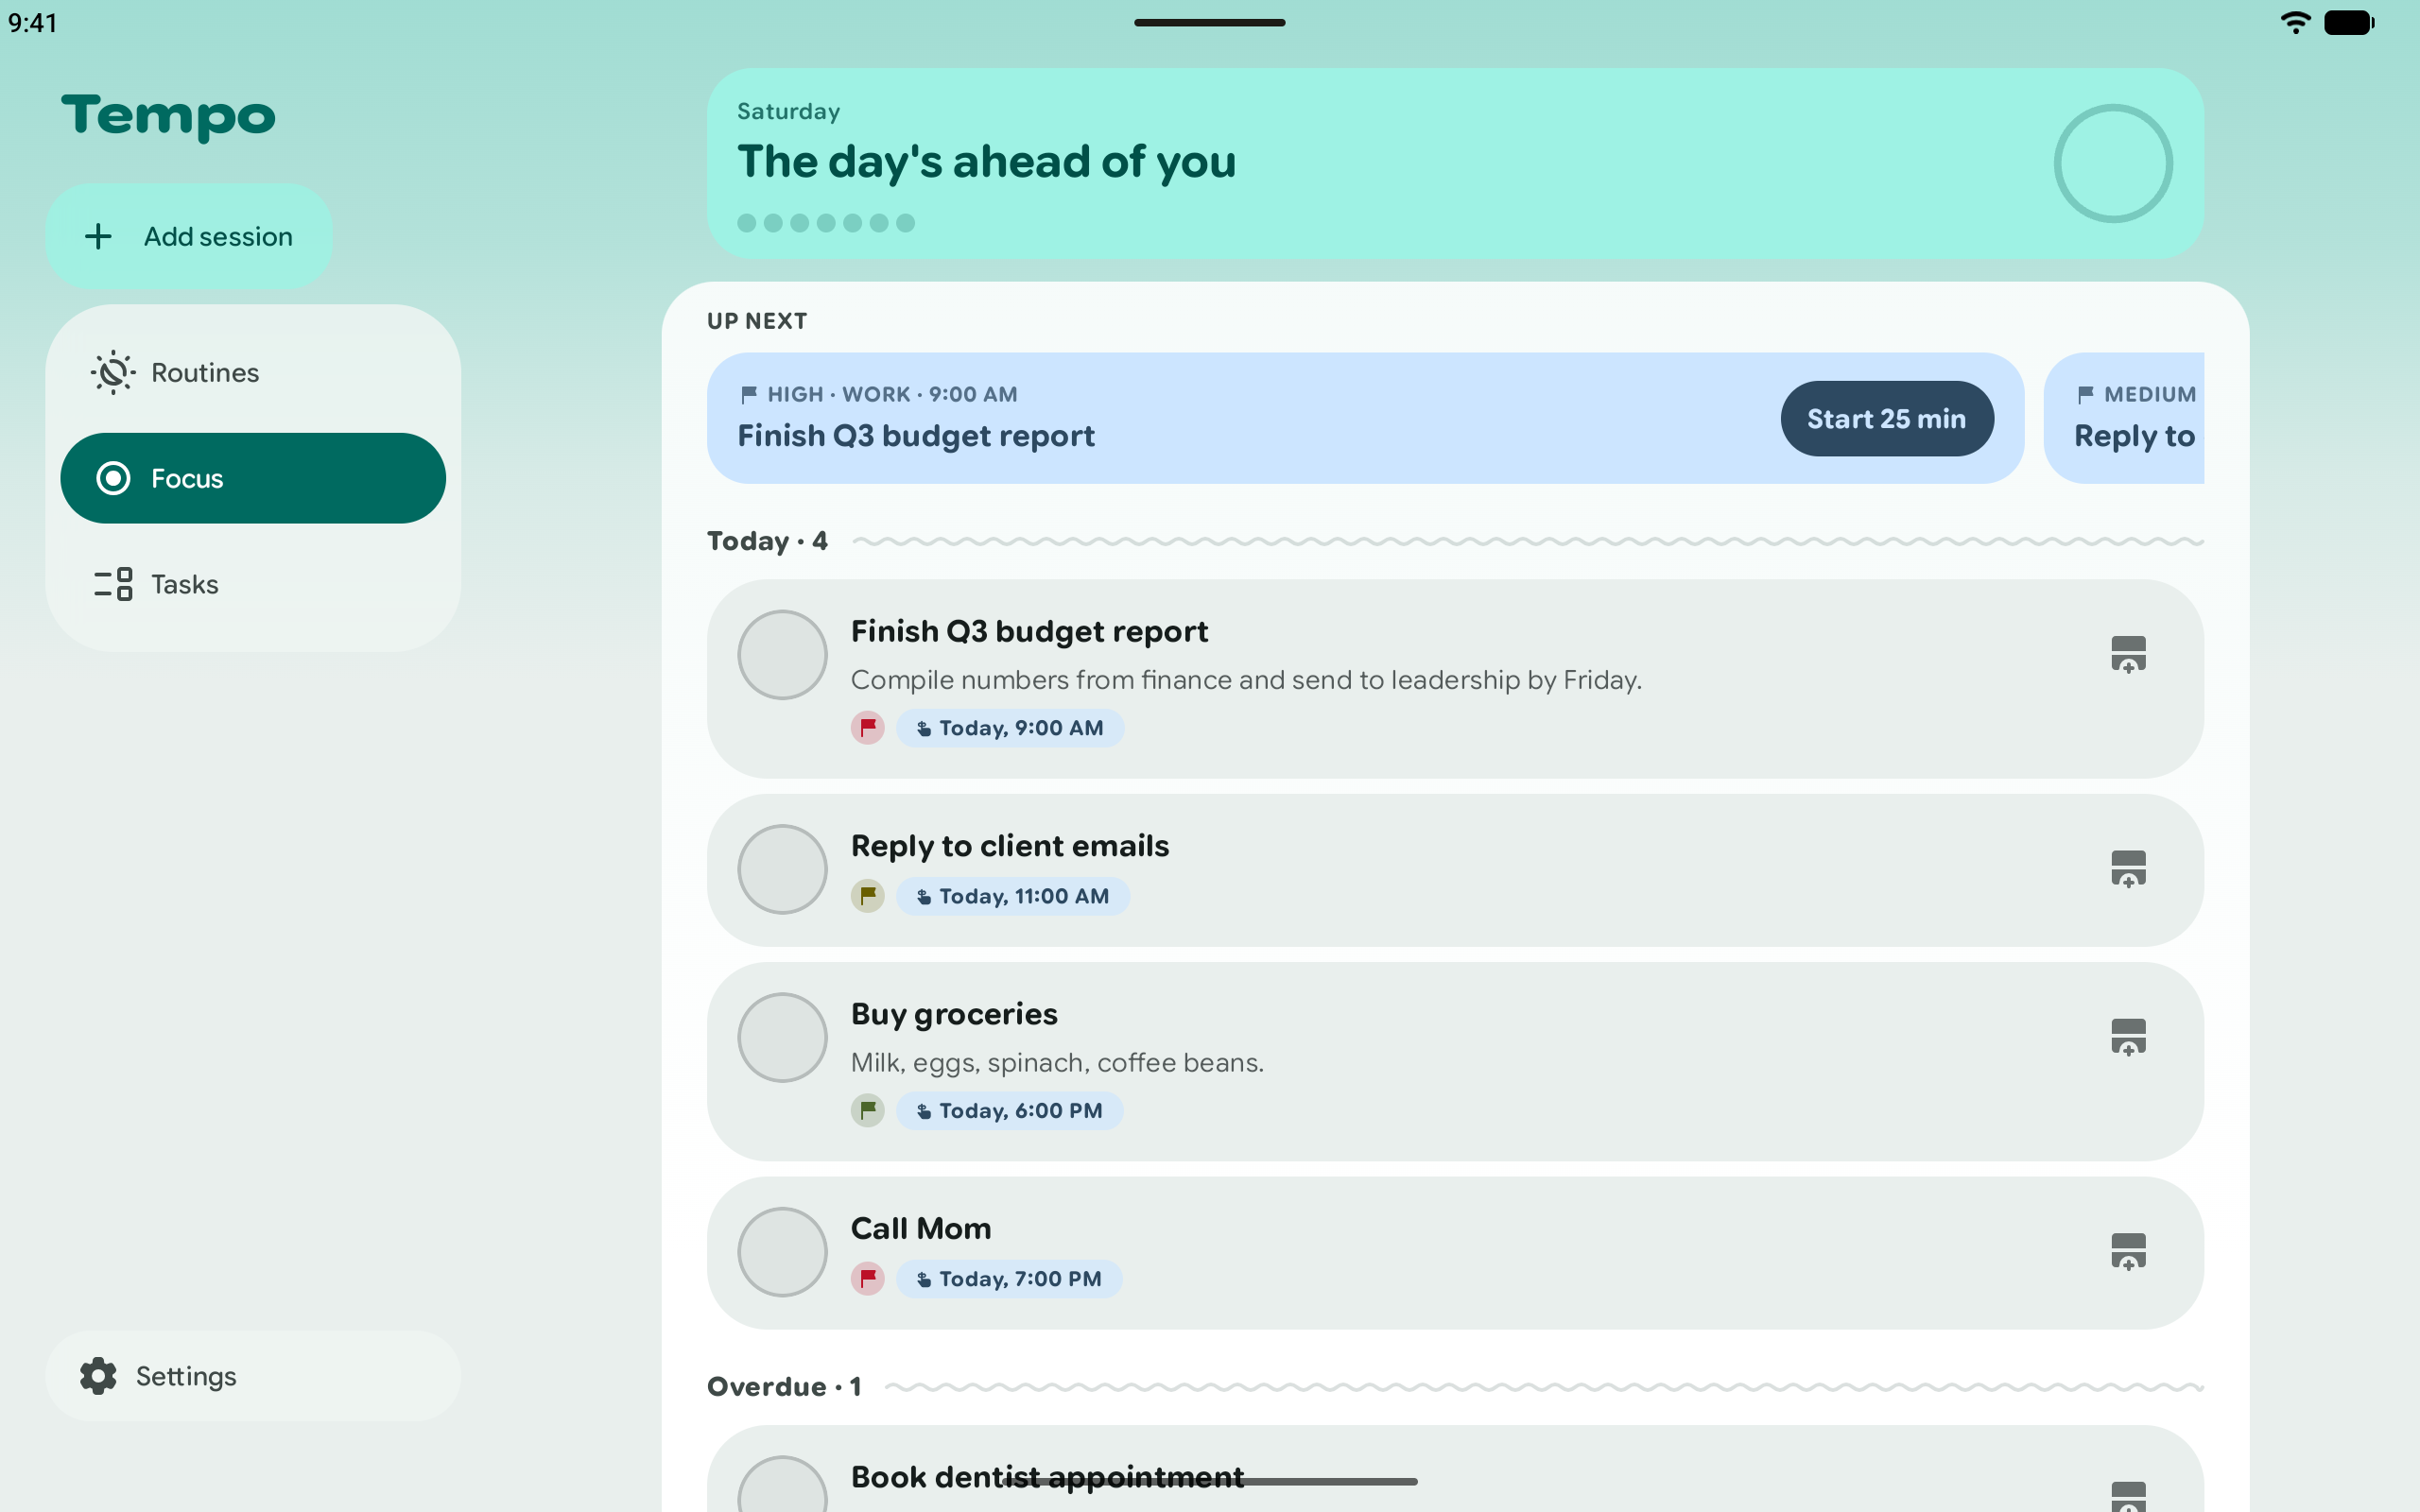 9:41
Tempo
Add session
Routines
Focus
Tasks
Settings
Saturday
The day's ahead of you
UP NEXT
HIGH · WORK · 9:00 AM
Finish Q3 budget report
Start 25 min
MEDIUM
Reply to
Today · 4
Finish Q3 budget report
Compile numbers from finance and send to leadership by Friday.
Today, 9:00 AM
Reply to client emails
Today, 11:00 AM
Buy groceries
Milk, eggs, spinach, coffee beans.
Today, 6:00 PM
Call Mom
Today, 7:00 PM
Overdue · 1
Book dentist appointment